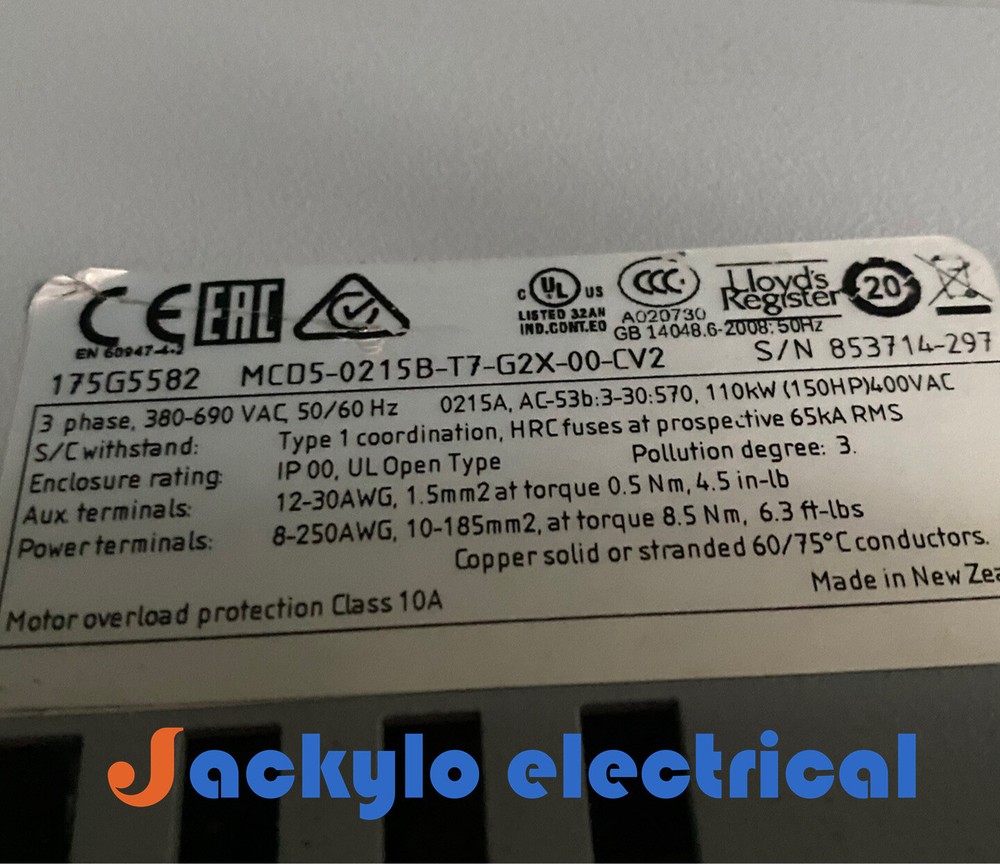 CE EAC
EN 60947-4-2
c UL US
LISTED 32AH
IND.CONT.EQ
CCC
A020730
GB 14048.6-2008: 50Hz
Lloyd's
Register
20
175G5582 MCD5-0215B-T7-G2X-00-CV2 S/N 853714-297
3 phase, 380-690 VAC, 50/60 Hz 0215A, AC-53b:3-30:570, 110kW (150HP)400VAC
S/C withstand: Type 1 coordination, HRC fuses at prospective 65kA RMS
Enclosure rating: IP 00, UL Open Type Pollution degree: 3.
Aux. terminals: 12-30AWG, 1.5mm2 at torque 0.5 Nm, 4.5 in-lb
Power terminals: 8-250AWG, 10-185mm2, at torque 8.5 Nm, 6.3 ft-lbs
Copper solid or stranded 60/75°C conductors.
Motor overload protection Class 10A Made in New Zea
Jackylo electrical